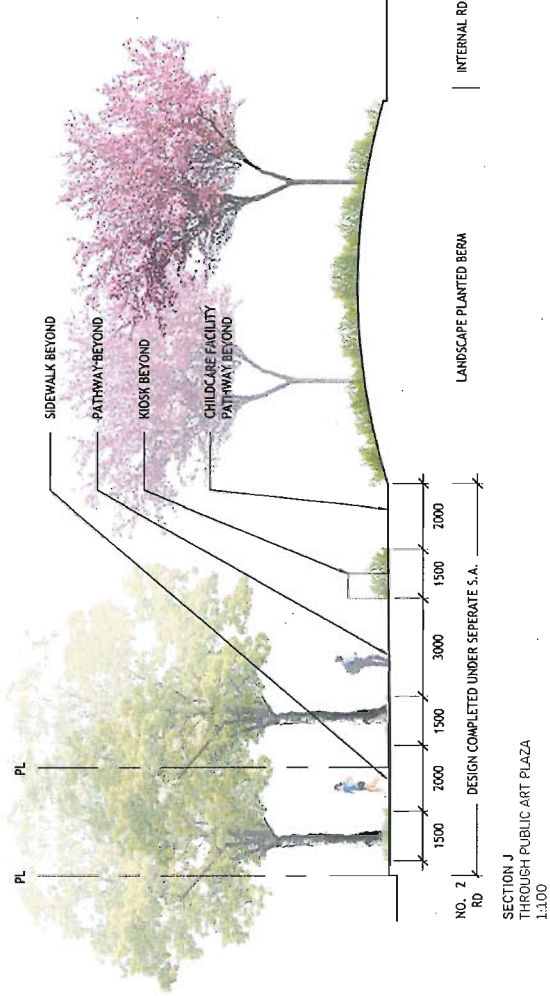 SIDEWALK BEYOND
PATHWAY BEYOND
KIOSK BEYOND
CHILDCARE FACILITY
PATHWAY BEYOND
PL
PL
1500
2000
1500
3000
1500
2000
NO. 2
RD
DESIGN COMPLETED UNDER SEPERATE S.A.
LANDSCAPE PLANTED BERM
INTERNAL RD
SECTION J
THROUGH PUBLIC ART PLAZA
1:100